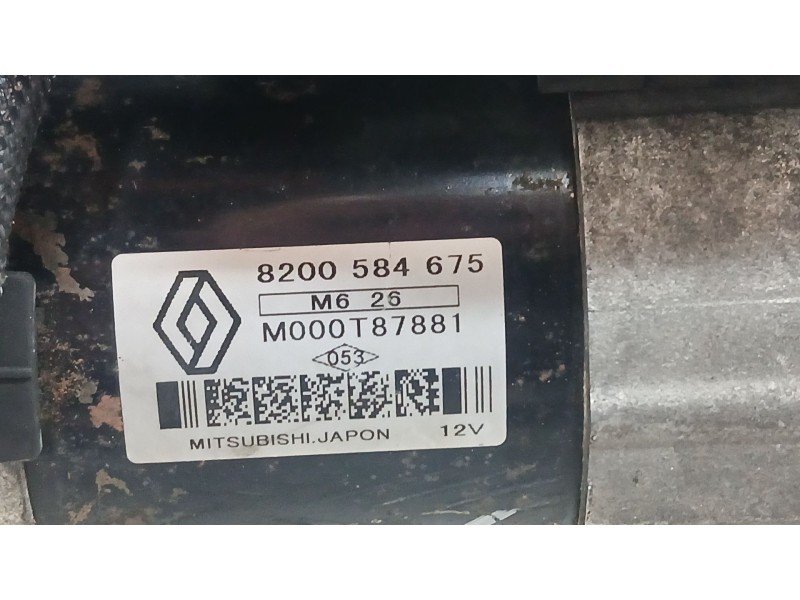 8200 584 675
M6 26
M000T87881
053
MITSUBISHI.JAPON 12V